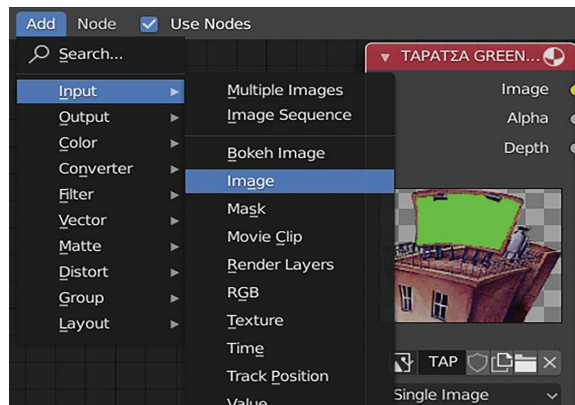 Add Node Use Nodes
Search...
Input
Output
Color
Converter
Filter
Vector
Matte
Distort
Group
Layout
Multiple Images
Image Sequence
Bokeh Image
Image
Mask
Movie Clip
Render Layers
RGB
Texture
Time
Track Position
Value
ΤΑΡΑΤΣΑ GREEN...
Image
Alpha
Depth
TAP
Single Image